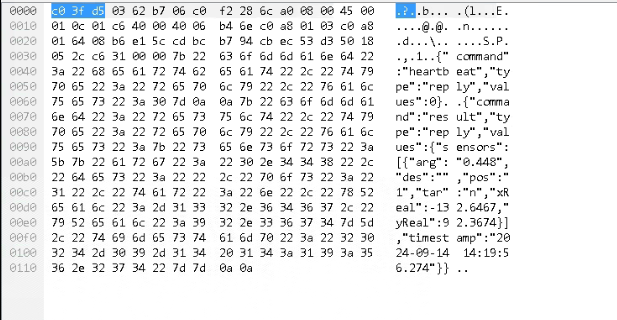 0000 c0 3f d5 03 62 b7 06 c0 f2 28 6c a0 08 00 45 00 .?..b... .(l...E.
0010 01 0c 01 c6 40 00 40 06 b4 6e c0 a8 01 03 c0 a8 ....@.@. .n......
0020 01 64 08 b6 e1 5c cd bc b7 94 cb ec 53 d3 50 18 .d...\.. ....S.P.
0030 05 2c c6 31 00 00 7b 22 63 6f 6d 6d 61 6e 64 22 .,.1..{" command"
0040 3a 22 68 65 61 72 74 62 65 61 74 22 2c 22 74 79 :"heartb eat","ty
0050 70 65 22 3a 22 72 65 70 6c 79 22 2c 22 76 61 6c pe":"rep ly","val
0060 75 65 73 22 3a 30 7d 0a 0a 7b 22 63 6f 6d 6d 61 ues":0}. .{"comma
0070 6e 64 22 3a 22 72 65 73 75 6c 74 22 2c 22 74 79 nd":"res ult","ty
0080 70 65 22 3a 22 72 65 70 6c 79 22 2c 22 76 61 6c pe":"rep ly","val
0090 75 65 73 22 3a 7b 22 73 65 6e 73 6f 72 73 22 3a ues":{"s ensors":
00a0 5b 7b 22 61 72 67 22 3a 22 30 2e 34 34 38 22 2c [{"arg": "0.448",
00b0 22 64 65 73 22 3a 22 22 2c 22 70 6f 73 22 3a 22 "des":"" ,"pos":"
00c0 31 22 2c 22 74 61 72 22 3a 22 6e 22 2c 22 78 52 1","tar" :"n","xR
00d0 65 61 6c 22 3a 2d 31 33 32 2e 36 34 36 37 2c 22 eal":-13 2.6467,"
00e0 79 52 65 61 6c 22 3a 39 32 2e 33 36 37 34 7d 5d yReal":9 2.3674}]
00f0 2c 22 74 69 6d 65 73 74 61 6d 70 22 3a 22 32 30 ,"timest amp":"20
0100 32 34 2d 30 39 2d 31 34 20 31 34 3a 31 39 3a 35 24-09-14 14:19:5
0110 36 2e 32 37 34 22 7d 7d 0a 0a 6.274"}} ..